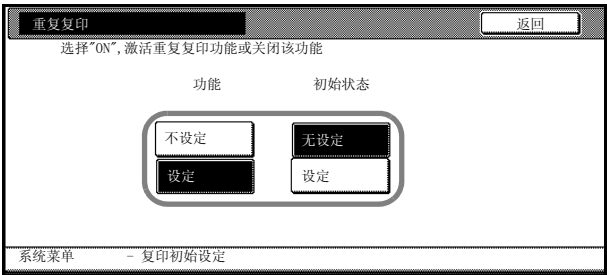 重复复印 返回
选择"ON",激活重复复印功能或关闭该功能
功能 初始状态
不设定 无设定
设定 设定
系统菜单 - 复印初始设定